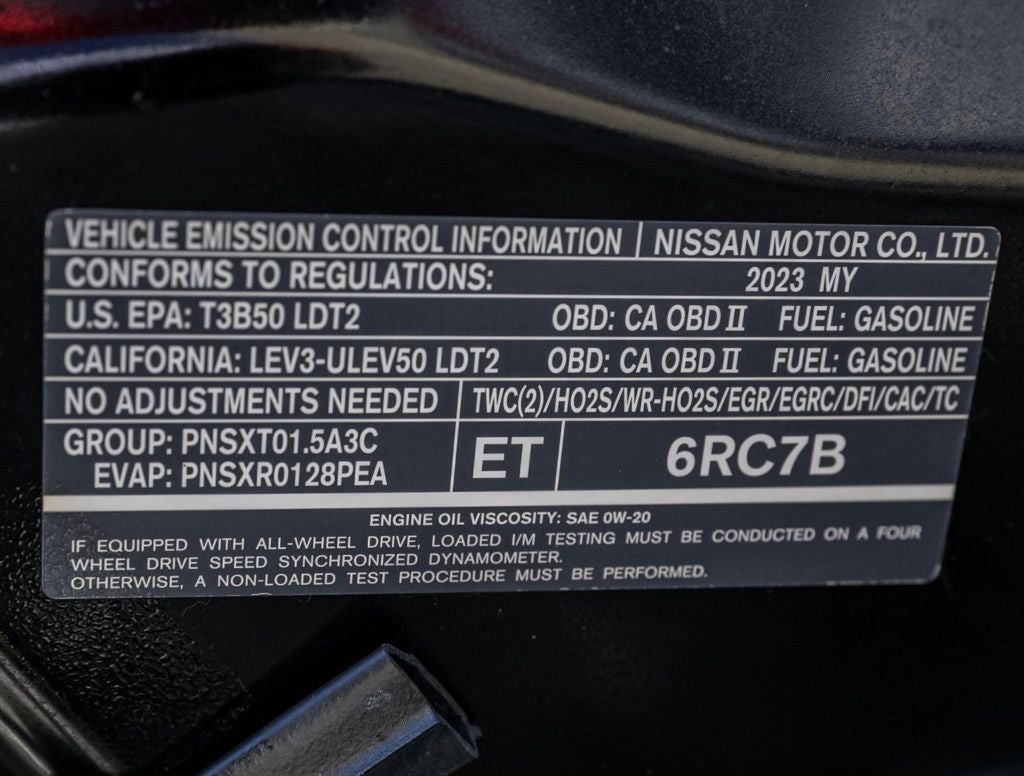 VEHICLE EMISSION CONTROL INFORMATION NISSAN MOTOR CO., LTD.
CONFORMS TO REGULATIONS: 2023 MY
U.S. EPA: T3B50 LDT2 OBD: CA OBD II FUEL: GASOLINE
CALIFORNIA: LEV3-ULEV50 LDT2 OBD: CA OBD II FUEL: GASOLINE
NO ADJUSTMENTS NEEDED TWC(2)/HO2S/WR-HO2S/EGR/EGRC/DFI/CAC/TC
GROUP: PNSXT01.5A3C
EVAP: PNSXR0128PEA
ET 6RC7B
ENGINE OIL VISCOSITY: SAE 0W-20
IF EQUIPPED WITH ALL-WHEEL DRIVE, LOADED I/M TESTING MUST BE CONDUCTED ON A FOUR
WHEEL DRIVE SPEED SYNCHRONIZED DYNAMOMETER.
OTHERWISE, A NON-LOADED TEST PROCEDURE MUST BE PERFORMED.